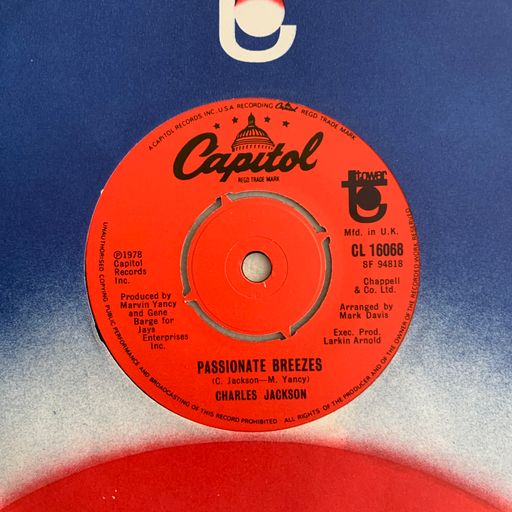 A CAPITOL RECORDS INC., U.S.A. RECORDING Capitol REGD TRADE MARK
Capitol
REGD TRADE MARK
tower
tc
Mfd. in U.K.
CL 16068
SF 94818
℗1978
Capitol
Records
Inc.
Chappell
& Co. Ltd.
Produced by
Marvin Yancy
and Gene
Barge for
Jays
Enterprises
Inc.
Arranged by
Mark Davis
Exec. Prod.
Larkin Arnold
PASSIONATE BREEZES
(C. Jackson—M. Yancy)
CHARLES JACKSON
UNAUTHORISED COPYING PUBLIC PERFORMANCE AND BROADCASTING OF THIS RECORD PROHIBITED ALL RIGHTS OF THE PRODUCER AND OF THE OWNER OF THE RECORDED WORK RESERVED